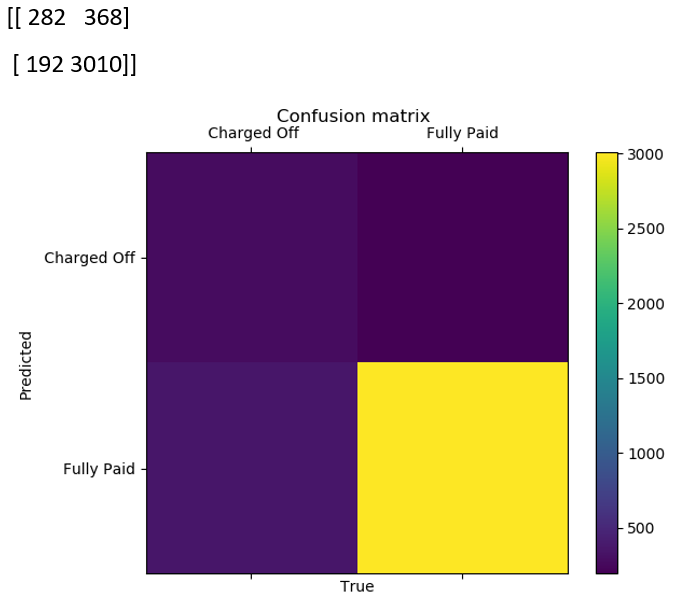 [[ 282 368]
[ 192 3010]]
Confusion matrix
Charged Off Fully Paid
3000
2500
2000
1500
1000
500
Charged Off
Fully Paid
Predicted
True